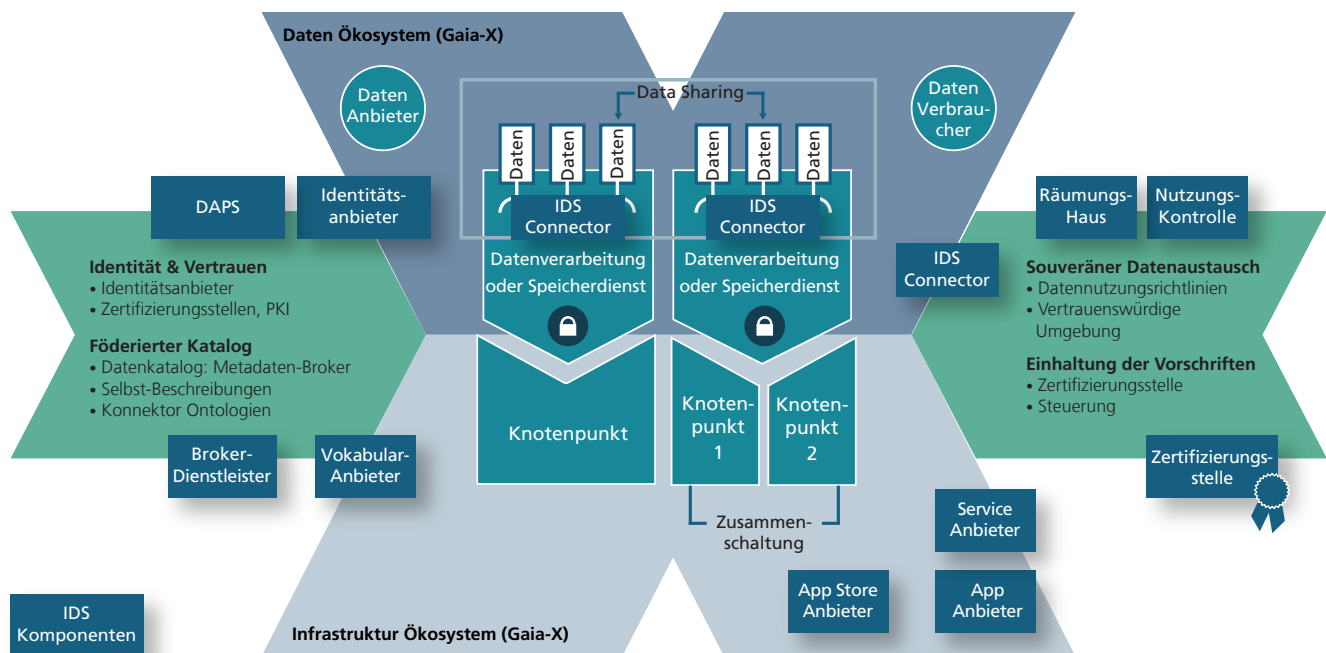 Daten Ökosystem (Gaia-X)
Daten
Anbieter
Data Sharing
Daten
Verbrau-
cher
Daten
Daten
Daten
Daten
Daten
Daten
IDS
Connector
IDS
Connector
Datenverarbeitung
oder Speicherdienst
Datenverarbeitung
oder Speicherdienst
DAPS
Identitäts-
anbieter
Identität & Vertrauen
• Identitätsanbieter
• Zertifizierungsstellen, PKI
Föderierter Katalog
• Datenkatalog: Metadaten-Broker
• Selbst-Beschreibungen
• Konnektor Ontologien
Broker-
Dienstleister
Vokabular-
Anbieter
Räumungs-
Haus
Nutzungs-
Kontrolle
IDS
Connector
Souveräner Datenaustausch
• Datennutzungsrichtlinien
• Vertrauenswürdige
Umgebung
Einhaltung der Vorschriften
• Zertifizierungsstelle
• Steuerung
Zertifizierungs-
stelle
Knotenpunkt
Knoten-
punkt
1
Knoten-
punkt
2
Zusammen-
schaltung
Service
Anbieter
App Store
Anbieter
App
Anbieter
IDS
Komponenten
Infrastruktur Ökosystem (Gaia-X)